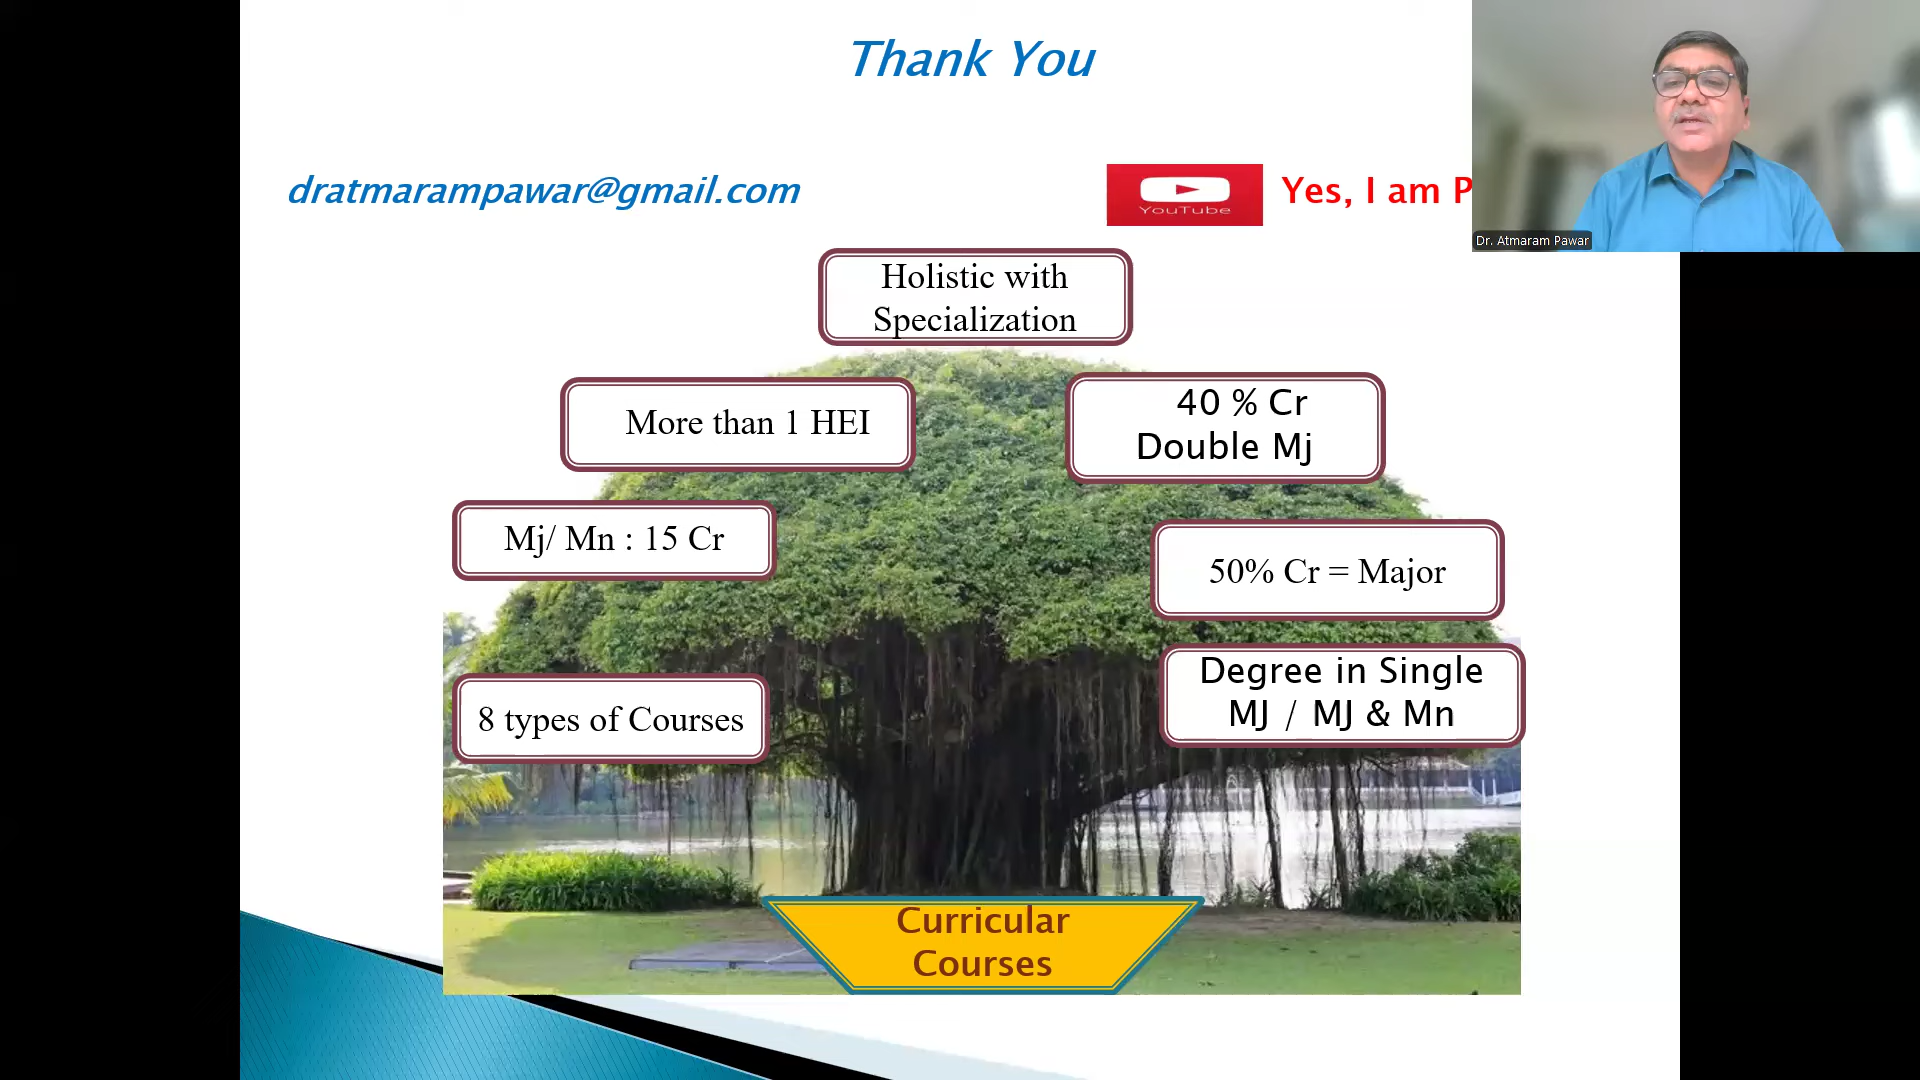 Thank You
dratmarampawar@gmail.com
YouTube
Yes, I am P
Dr. Atmaram Pawar
Holistic with
Specialization
More than 1 HEI
40 % Cr
Double Mj
Mj/ Mn : 15 Cr
50% Cr = Major
8 types of Courses
Degree in Single
MJ / MJ & Mn
Curricular
Courses